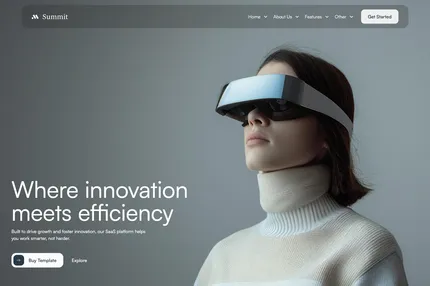 Summit
Home About Us Features Other Get Started
Where innovation
meets efficiency
Built to drive growth and foster innovation, our SaaS platform helps
you work smarter, not harder.
Buy Template Explore